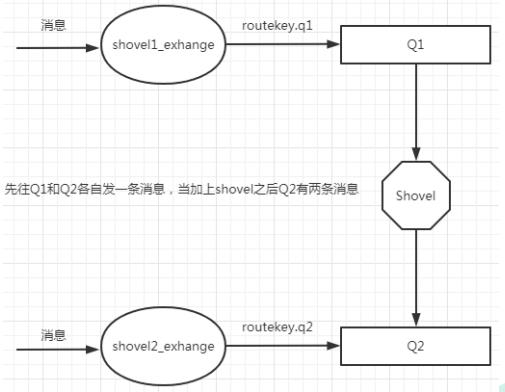 消息
shovel1_exhange
routekey.q1
Q1
先往Q1和Q2各自发一条消息，当加上shovel之后Q2有两条消息
Shovel
消息
shovel2_exhange
routekey.q2
Q2